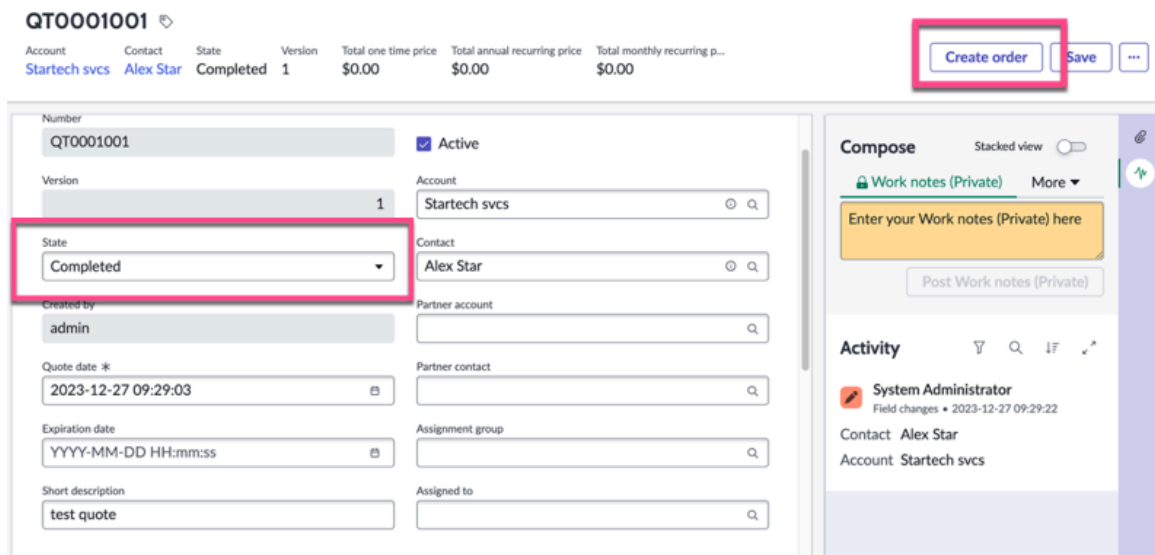 QT0001001
Account Contact State Version Total one time price Total annual recurring price Total monthly recurring p...
Startech svcs Alex Star Completed 1 $0.00 $0.00 $0.00
Create order Save ...
Number
QT0001001
Active
Version
1
Account
Startech svcs
State
Completed
Contact
Alex Star
Created by
admin
Partner account
Quote date *
2023-12-27 09:29:03
Partner contact
Expiration date
YYYY-MM-DD HH:mm:ss
Assignment group
Short description
test quote
Assigned to
Compose Stacked view
Work notes (Private) More
Enter your Work notes (Private) here
Post Work notes (Private)
Activity
System Administrator
Field changes • 2023-12-27 09:29:22
Contact Alex Star
Account Startech svcs